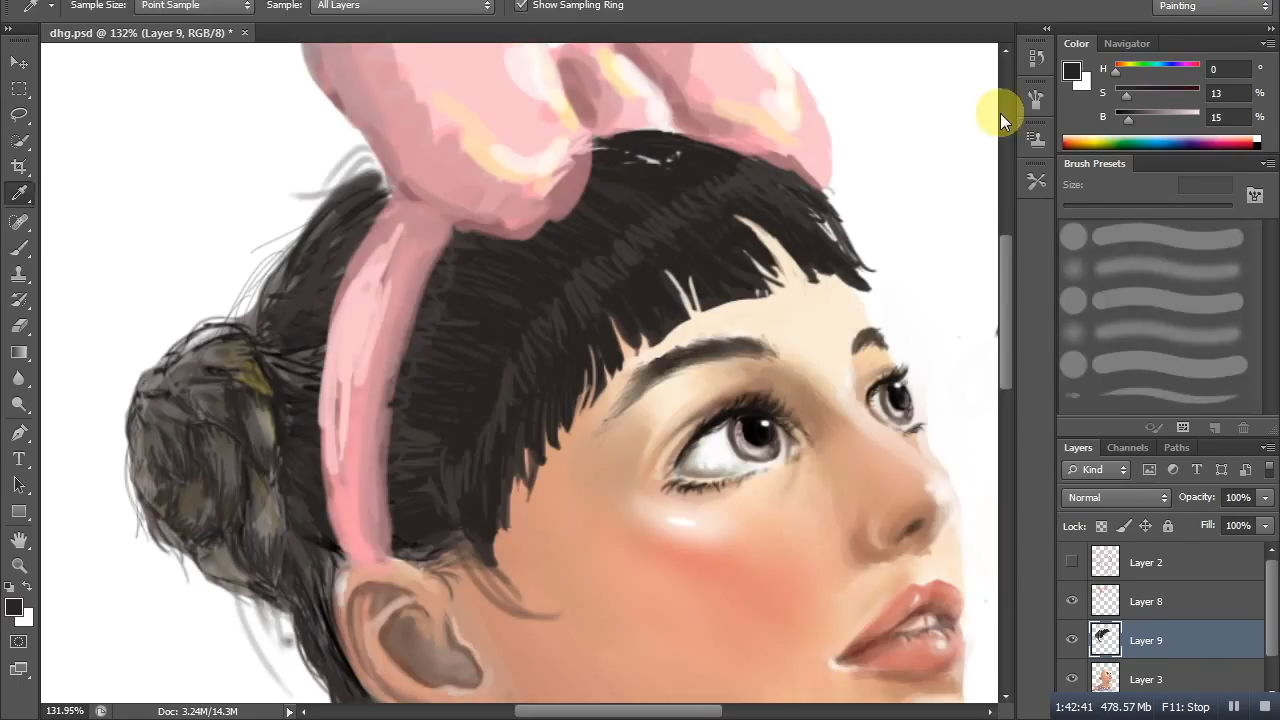 Sample Size: Point Sample Sample: All Layers Show Sampling Ring Painting
dhg.psd @ 132% (Layer 9, RGB/8) * ×
Color Navigator
H 0 °
S 13 %
B 15 %
Brush Presets
Size:
Layers Channels Paths
Kind
Normal Opacity: 100%
Lock: Fill: 100%
Layer 2
Layer 8
Layer 9
Layer 3
T
131.95% Doc: 3.24M/14.3M
1:42:41 478.57 Mb F11: Stop